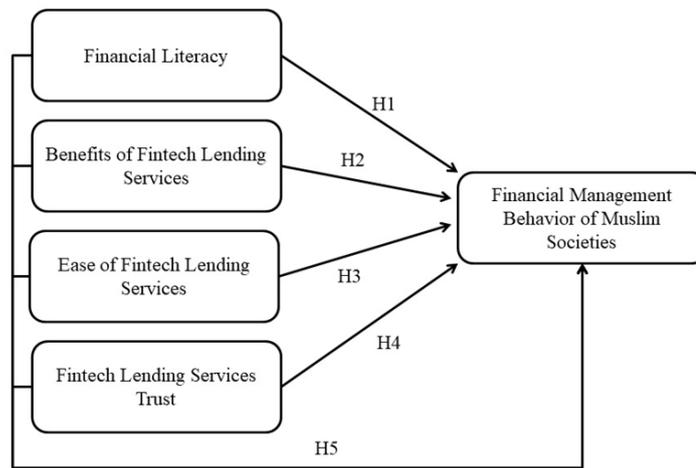 Financial Literacy
H1
Benefits of Fintech Lending
Services
H2
Financial Management
Behavior of Muslim
Societies
Ease of Fintech Lending
Services
H3
H4
Fintech Lending Services
Trust
H5